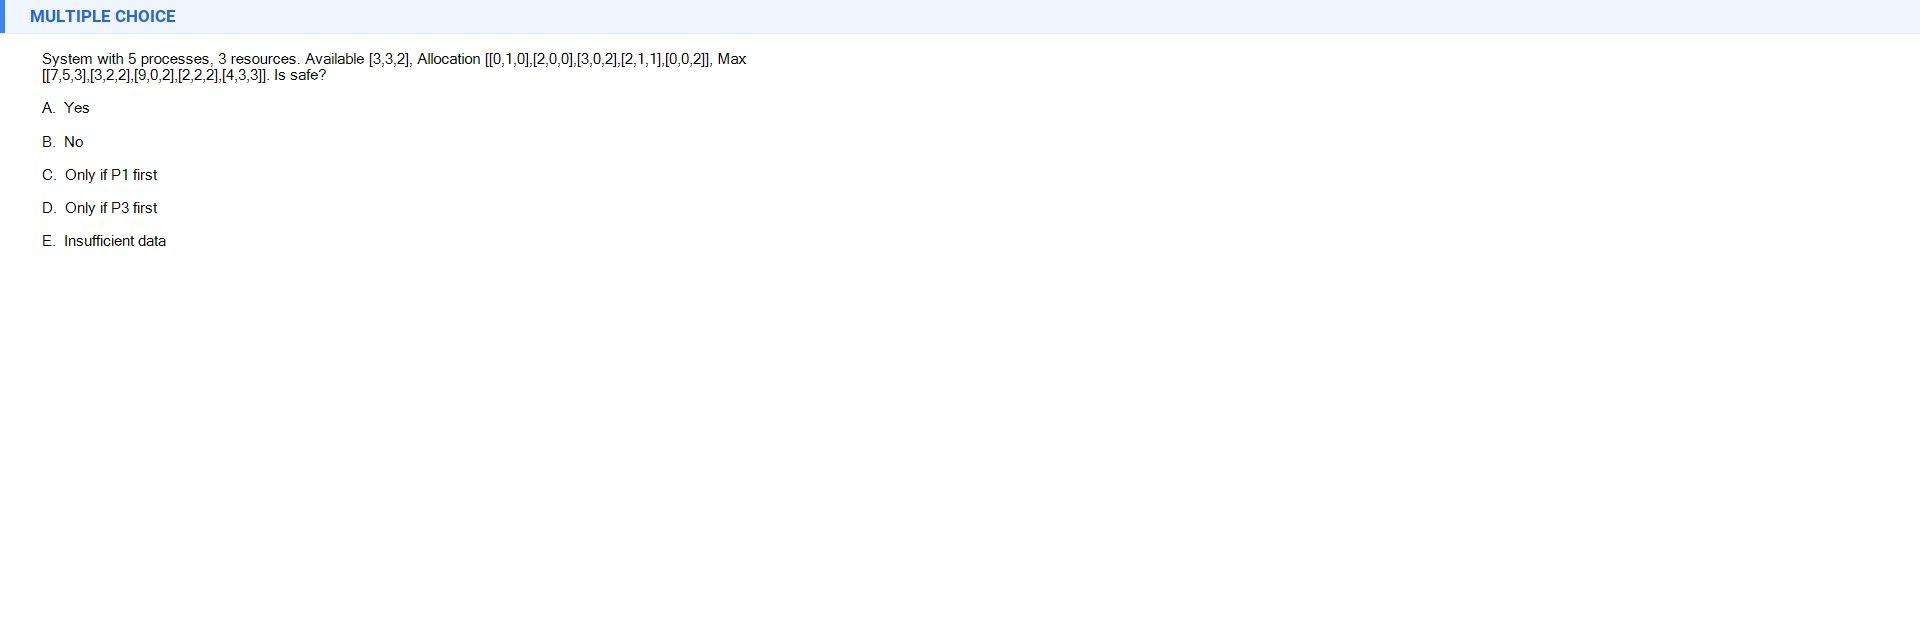 MULTIPLE CHOICE
System with 5 processes, 3 resources. Available [3,3,2], Allocation [[0,1,0],[2,0,0],[3,0,2],[2,1,1],[0,0,2]], Max
[[7,5,3],[3,2,2],[9,0,2],[2,2,2],[4,3,3]]. Is safe?
A. Yes
B. No
C. Only if P1 first
D. Only if P3 first
E. Insufficient data